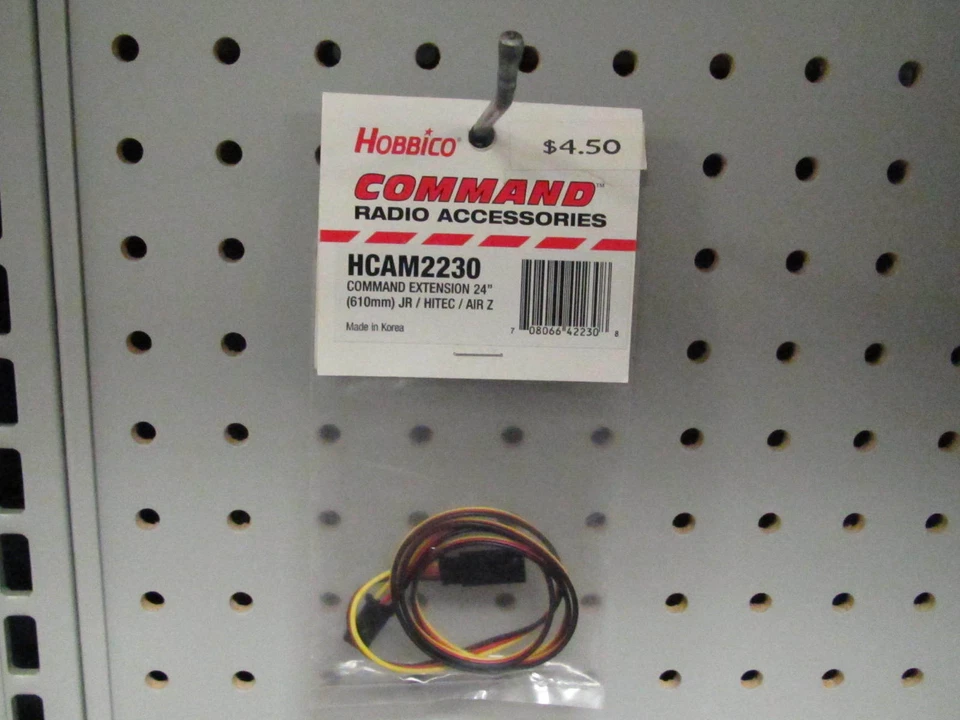 HOBBICO® $4.50
COMMAND™
RADIO ACCESSORIES
HCAM2230
COMMAND EXTENSION 24"
(610mm) JR / HITEC / AIR Z
Made in Korea
7 08066 42230 8